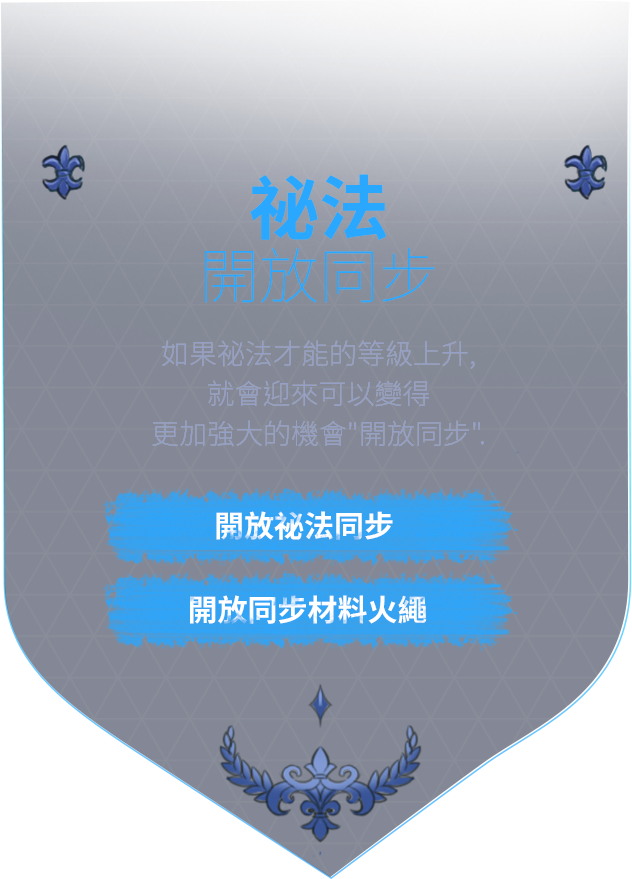 祕法
開放同步
如果祕法才能的等級上升,
就會迎來可以變得
更加強大的機會"開放同步".
開放祕法同步
開放同步材料火繩